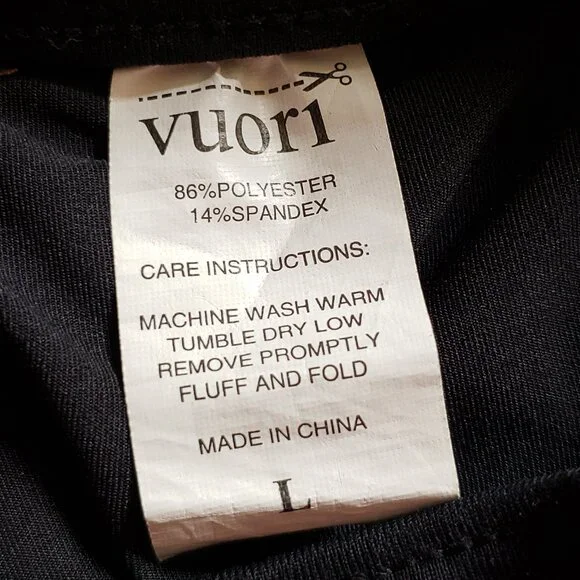 vuori
86%POLYESTER
14%SPANDEX
CARE INSTRUCTIONS:
MACHINE WASH WARM
TUMBLE DRY LOW
REMOVE PROMPTLY
FLUFF AND FOLD
MADE IN CHINA
L